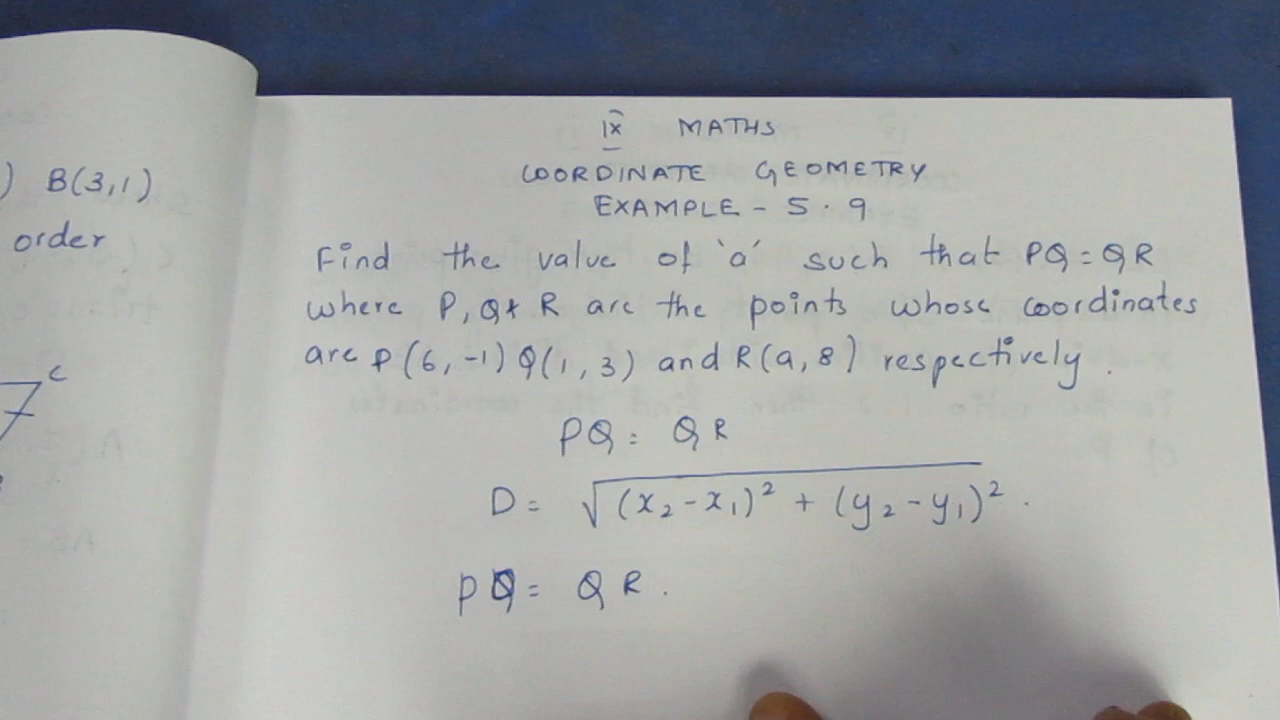 ) B(3,1)
order
C
IX MATHS
COORDINATE GEOMETRY
EXAMPLE - 5.9
Find the value of 'a' such that PQ = QR
where P, Q & R are the points whose coordinates
are P(6, -1) Q(1, 3) and R(a, 8) respectively.
PQ = QR
D = √(x₂ - x₁)² + (y₂ - y₁)².
PQ = QR.